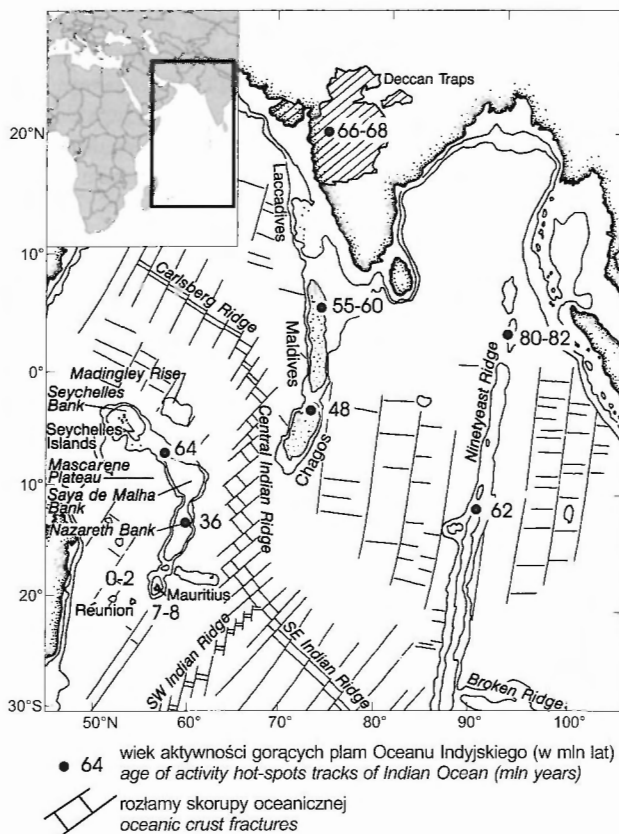 Deccan Traps
66-68
20°N
Laccadives
10°
Carlsberg Ridge
55-60
Maldives
80-82
Madingley Rise
0°
Seychelles
Bank
Seychelles
Islands
64
48
Chagos
Central Indian Ridge
Ninetyeast Ridge
10°
Mascarene
Plateau
Saya de Malha
Bank
Nazareth Bank
36
62
0-2
20°
Réunion
Mauritius
7-8
SW Indian Ridge
SE Indian Ridge
Broken Ridge
30°S
50°N
60°
70°
80°
90°
100°
64 wiek aktywności gorących plam Oceanu Indyjskiego (w mln lat)
age of activity hot-spots tracks of Indian Ocean (mln years)
rozłamy skorupy oceanicznej
oceanic crust fractures